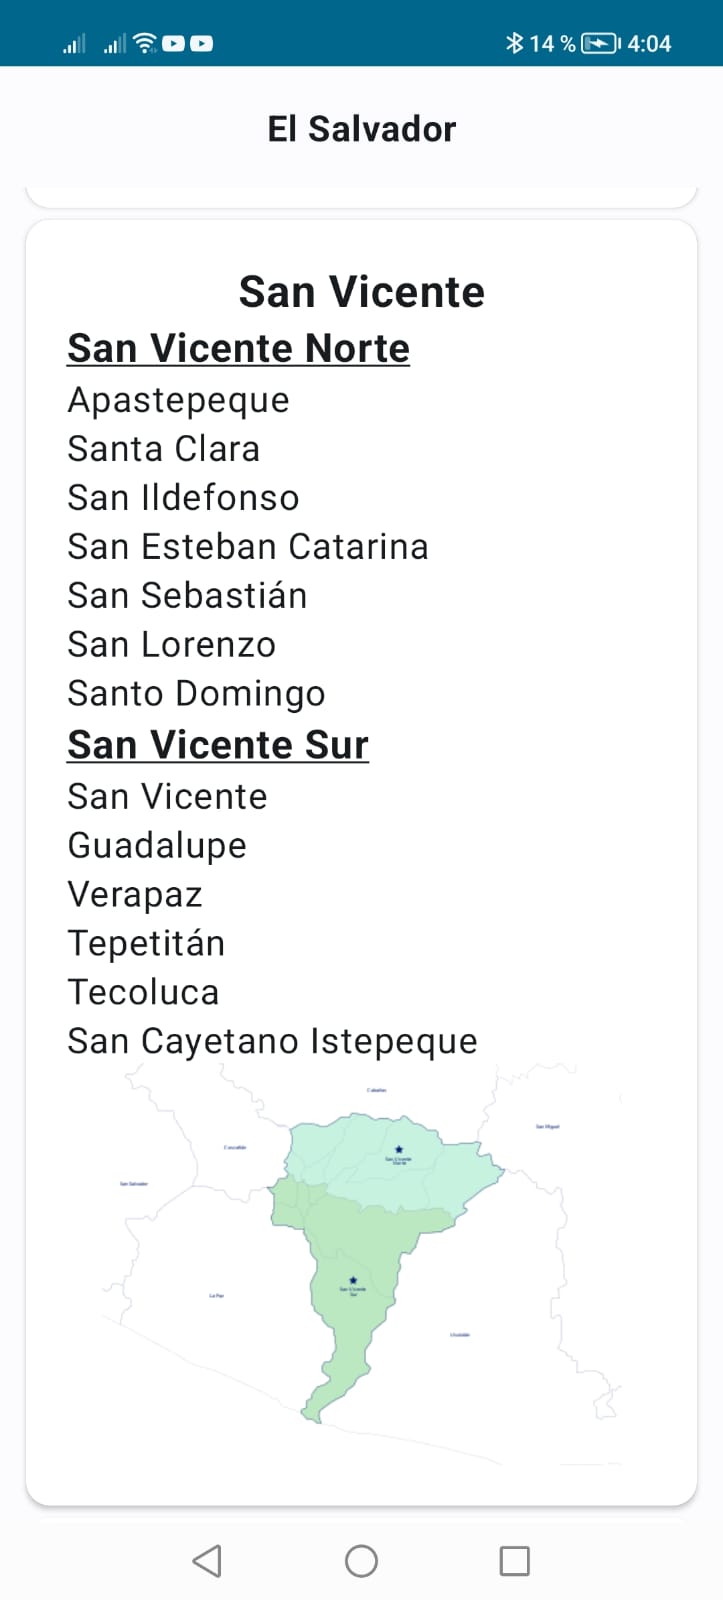 14 % 4:04
El Salvador
San Vicente
San Vicente Norte
Apastepeque
Santa Clara
San Ildefonso
San Esteban Catarina
San Sebastián
San Lorenzo
Santo Domingo
San Vicente Sur
San Vicente
Guadalupe
Verapaz
Tepetitán
Tecoluca
San Cayetano Istepeque
Cabañas
San Miguel
Cuscatlán
San Vicente
Norte
San Salvador
San Vicente
Sur
La Paz
Usulután